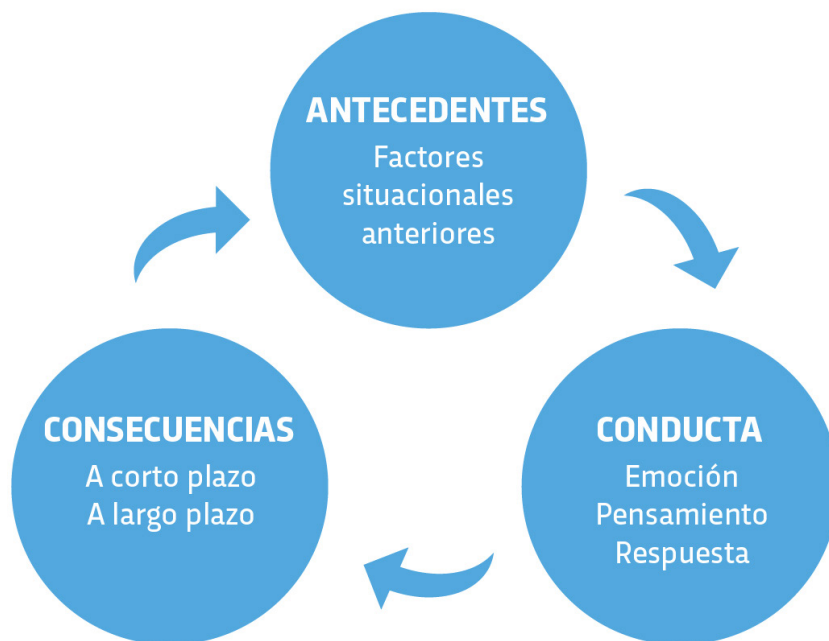 ANTECEDENTES
Factores
situacionales
anteriores
CONDUCTA
Emoción
Pensamiento
Respuesta
CONSECUENCIAS
A corto plazo
A largo plazo